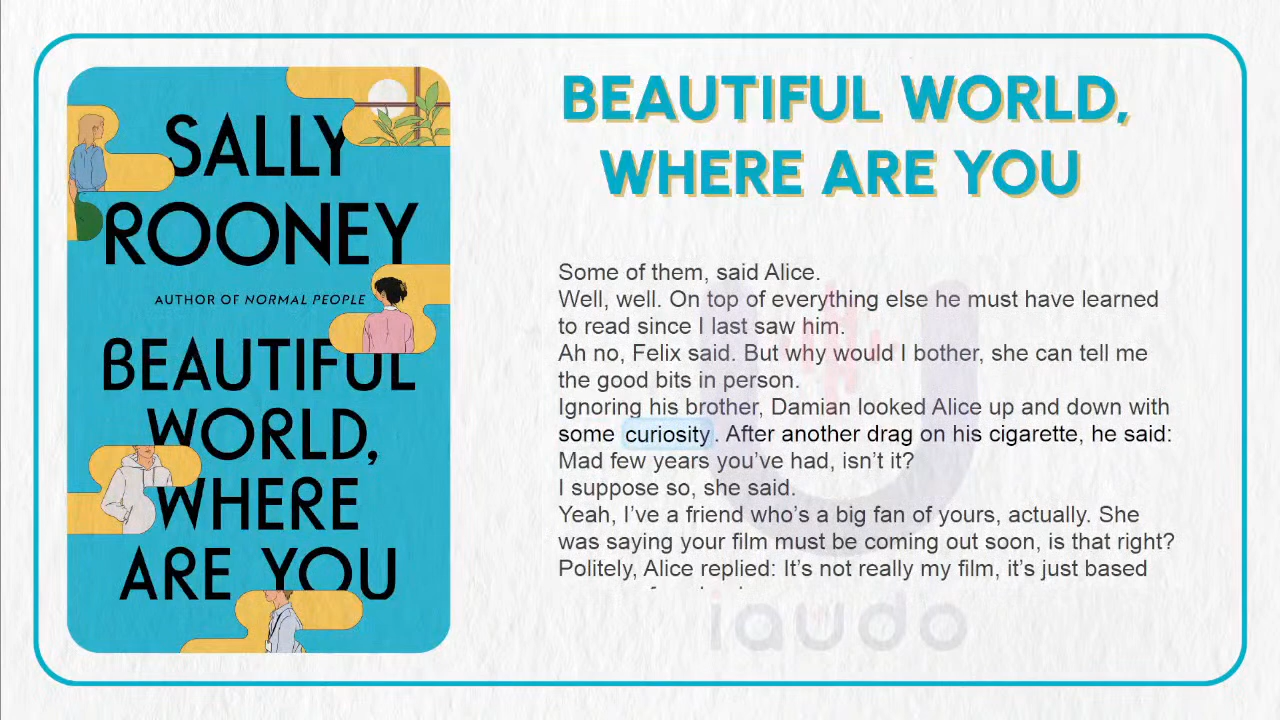 SALLY
ROONEY
AUTHOR OF NORMAL PEOPLE
BEAUTIFUL
WORLD,
WHERE
ARE YOU
BEAUTIFUL WORLD,
WHERE ARE YOU
Some of them, said Alice.
Well, well. On top of everything else he must have learned
to read since I last saw him.
Ah no, Felix said. But why would I bother, she can tell me
the good bits in person.
Ignoring his brother, Damian looked Alice up and down with
some curiosity. After another drag on his cigarette, he said:
Mad few years you’ve had, isn’t it?
I suppose so, she said.
Yeah, I’ve a friend who’s a big fan of yours, actually. She
was saying your film must be coming out soon, is that right?
Politely, Alice replied: It’s not really my film, it’s just based
iaudo